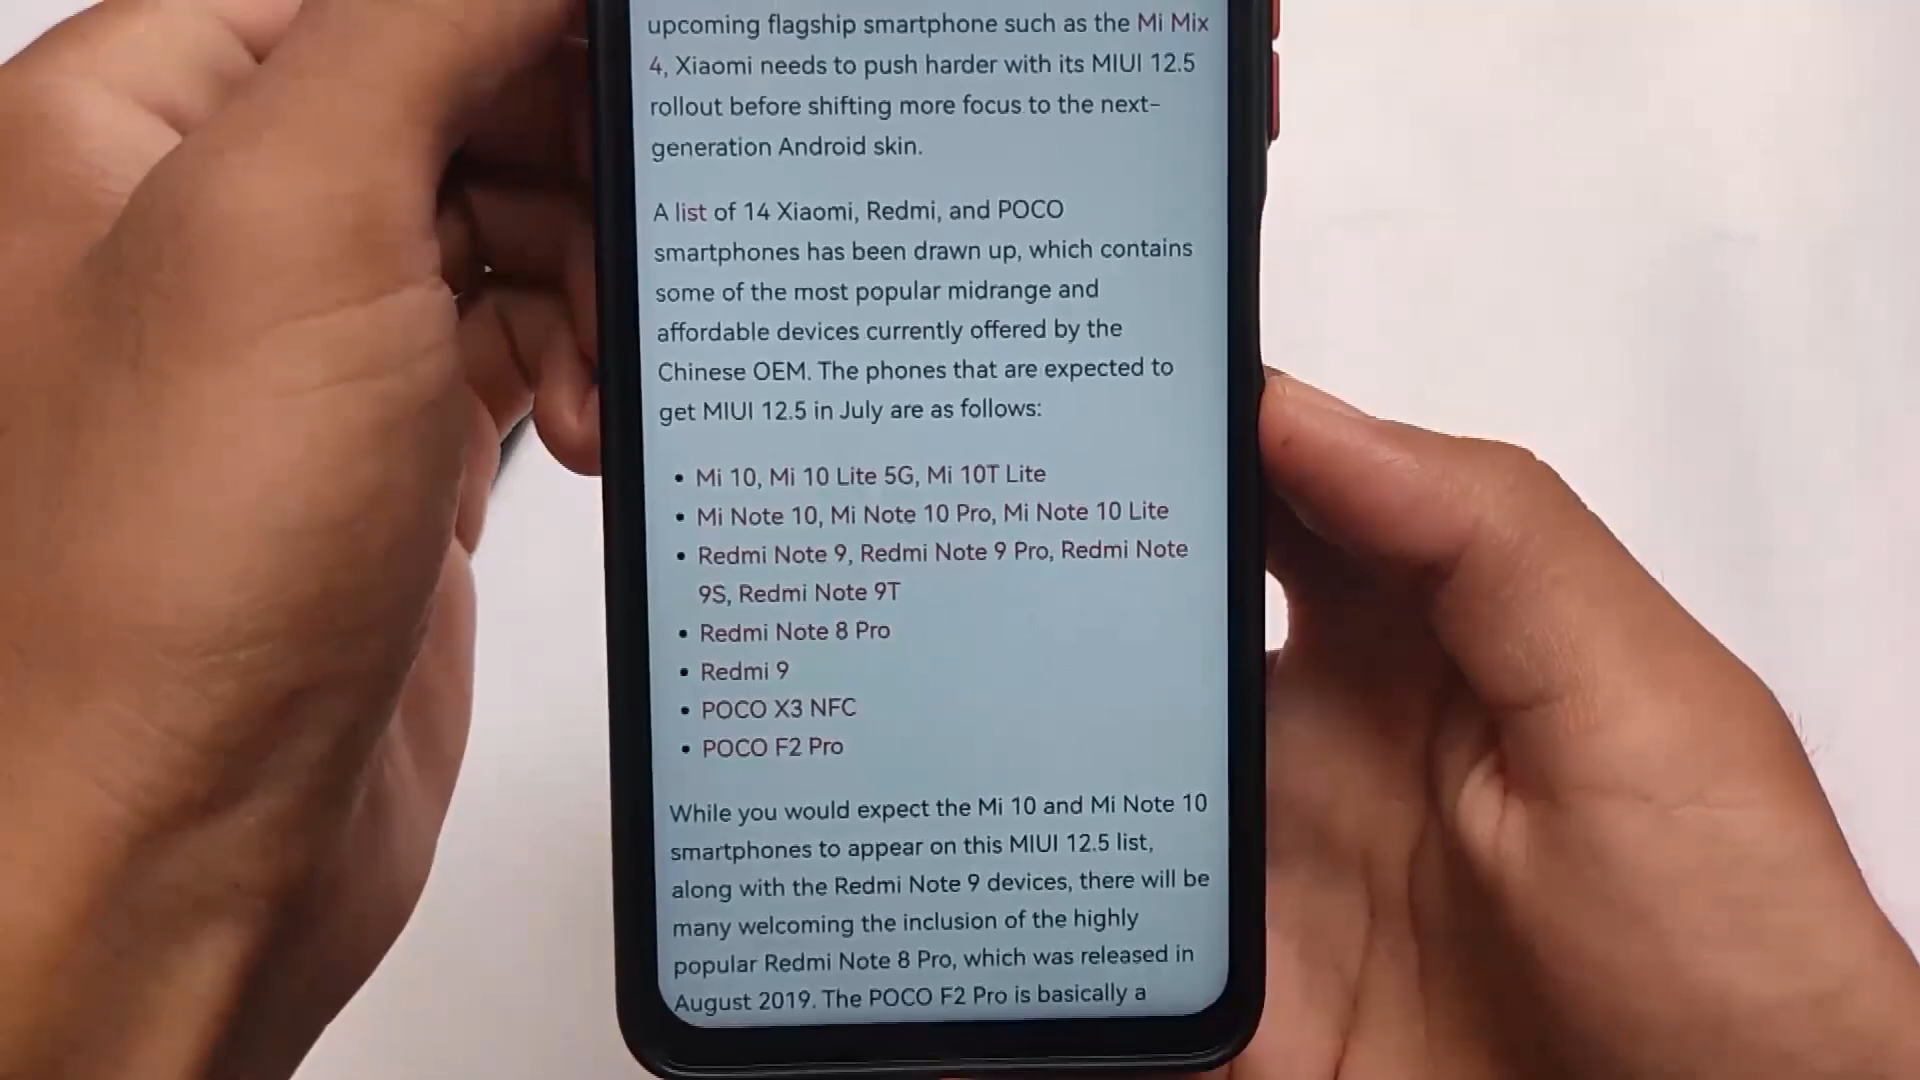 upcoming flagship smartphone such as the Mi Mix
4, Xiaomi needs to push harder with its MIUI 12.5
rollout before shifting more focus to the next-
generation Android skin.
A list of 14 Xiaomi, Redmi, and POCO
smartphones has been drawn up, which contains
some of the most popular midrange and
affordable devices currently offered by the
Chinese OEM. The phones that are expected to
get MIUI 12.5 in July are as follows:
• Mi 10, Mi 10 Lite 5G, Mi 10T Lite
• Mi Note 10, Mi Note 10 Pro, Mi Note 10 Lite
• Redmi Note 9, Redmi Note 9 Pro, Redmi Note
9S, Redmi Note 9T
• Redmi Note 8 Pro
• Redmi 9
• POCO X3 NFC
• POCO F2 Pro
While you would expect the Mi 10 and Mi Note 10
smartphones to appear on this MIUI 12.5 list,
along with the Redmi Note 9 devices, there will be
many welcoming the inclusion of the highly
popular Redmi Note 8 Pro, which was released in
August 2019. The POCO F2 Pro is basically a